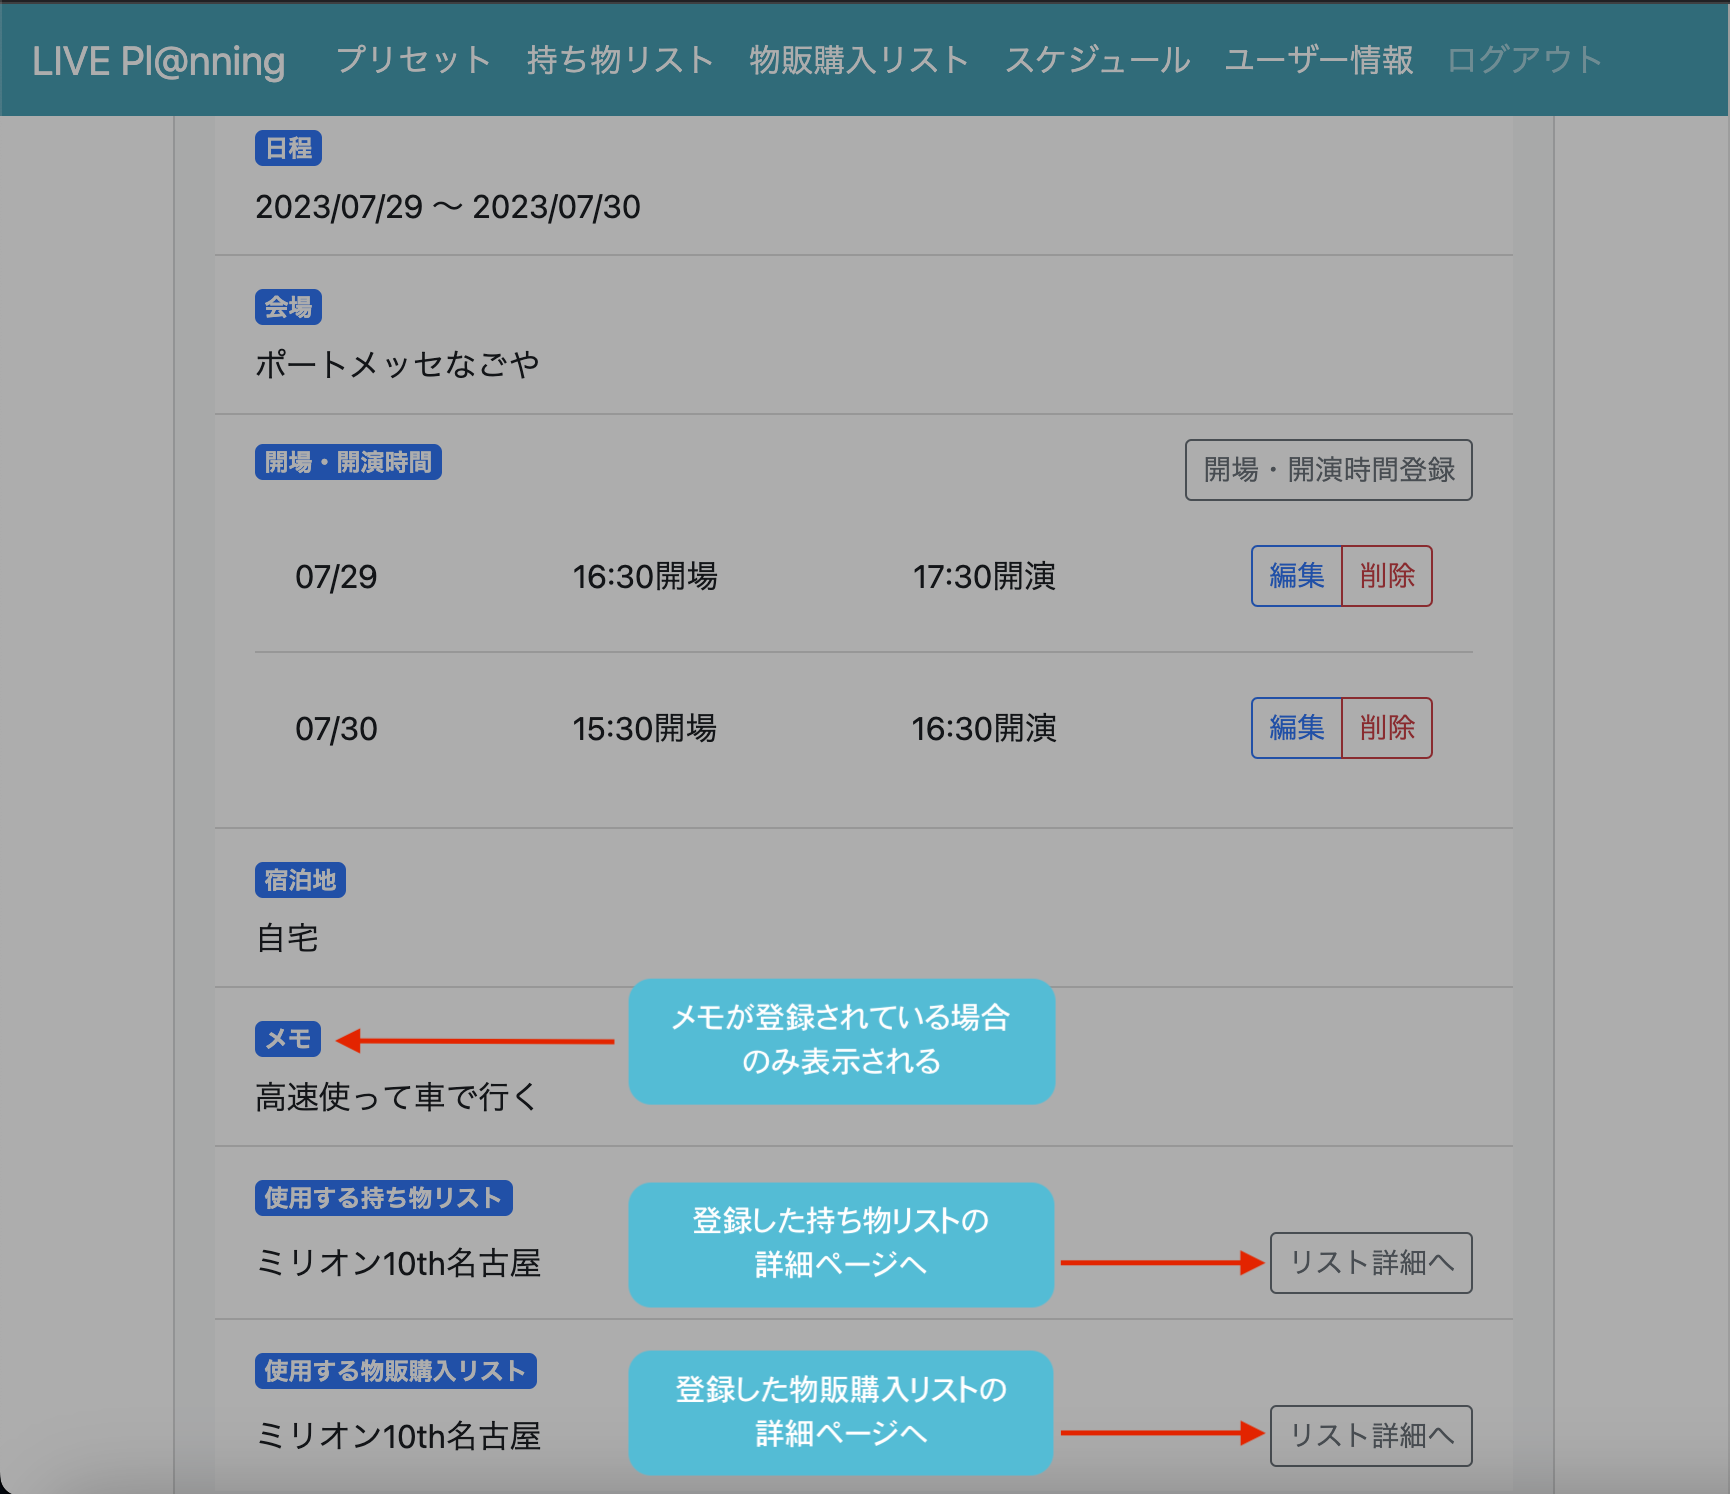 LIVE Pl@nning プリセット 持ち物リスト 物販購入リスト スケジュール ユーザー情報 ログアウト
日程
2023/07/29 〜 2023/07/30
会場
ポートメッセなごや
開場・開演時間 開場・開演時間登録
07/29 16:30開場 17:30開演 編集 削除
07/30 15:30開場 16:30開演 編集 削除
宿泊地
自宅
メモ
メモが登録されている場合
のみ表示される
高速使って車で行く
使用する持ち物リスト
登録した持ち物リストの
詳細ページへ
ミリオン10th名古屋 リスト詳細へ
使用する物販購入リスト
登録した物販購入リストの
詳細ページへ
ミリオン10th名古屋 リスト詳細へ